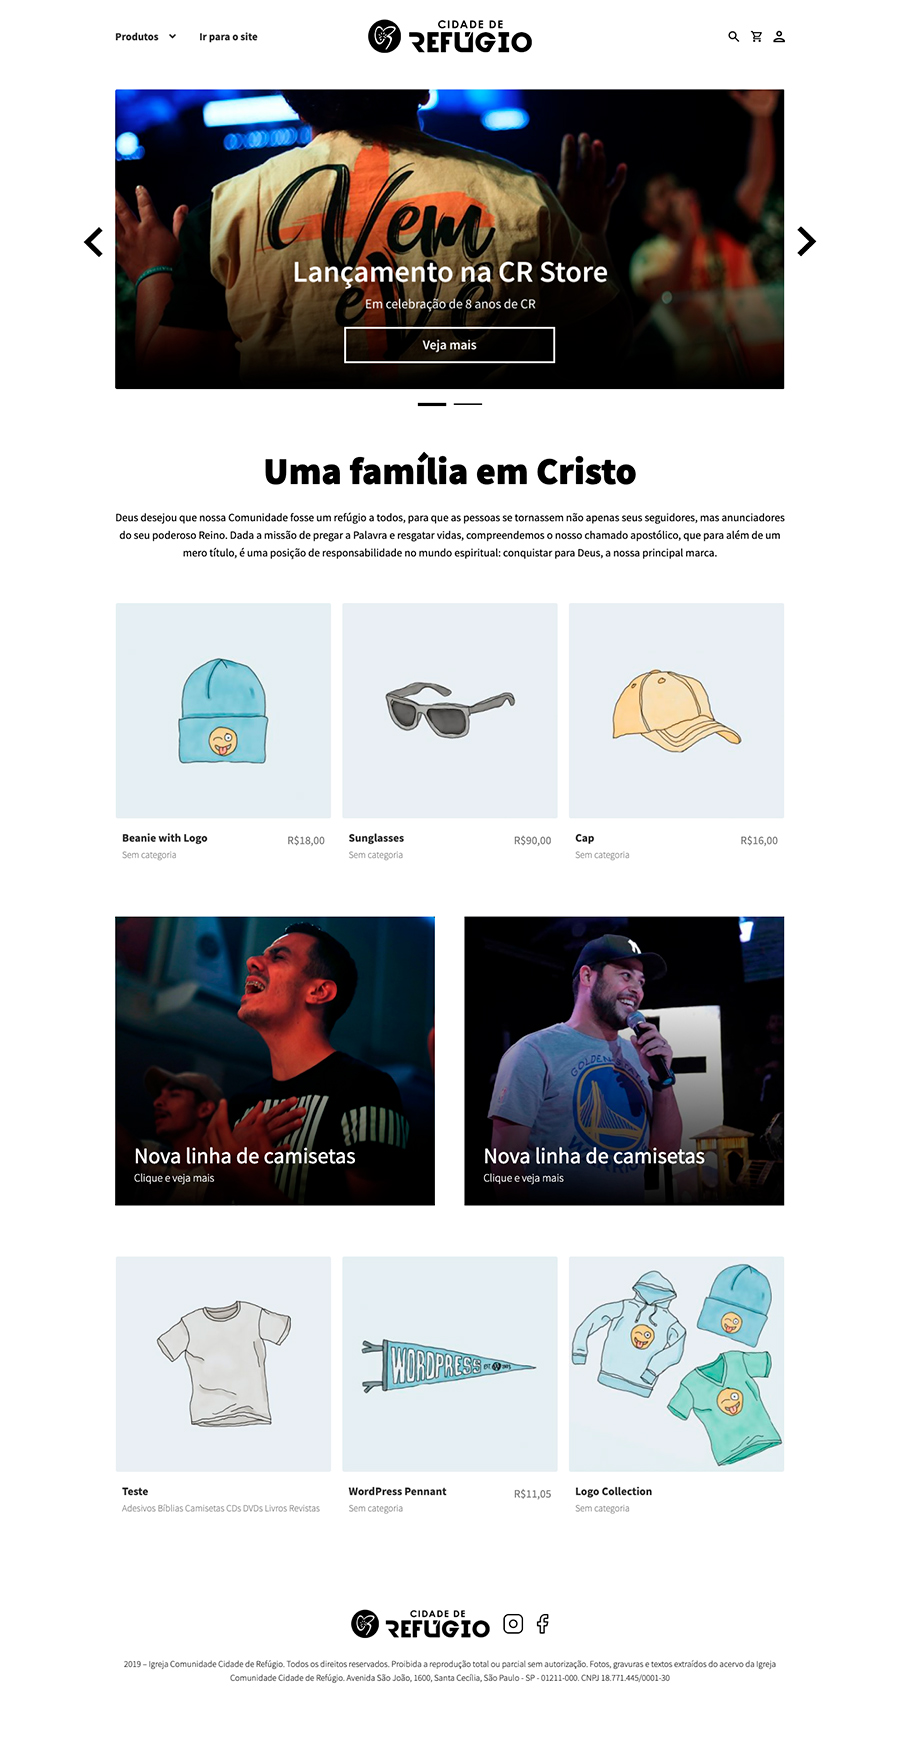 Produtos
Ir para o site
CIDADE DE
REFÚGIO
Vem
e Vê
Lançamento na CR Store
Em celebração de 8 anos de CR
Veja mais
Uma família em Cristo
Deus desejou que nossa Comunidade fosse um refúgio a todos, para que as pessoas se tornassem não apenas seus seguidores, mas anunciadores
do seu poderoso Reino. Dada a missão de pregar a Palavra e resgatar vidas, compreendemos o nosso chamado apostólico, que para além de um
mero título, é uma posição de responsabilidade no mundo espiritual: conquistar para Deus, a nossa principal marca.
Beanie with Logo
R$18,00
Sem categoria
Sunglasses
R$90,00
Sem categoria
Cap
R$16,00
Sem categoria
Nova linha de camisetas
Clique e veja mais
GOLDEN STATE
Nova linha de camisetas
Clique e veja mais
WORDPRESS
Teste
Adesivos Bíblias Camisetas CDs DVDs Livros Revistas
WordPress Pennant
R$11,05
Sem categoria
Logo Collection
Sem categoria
CIDADE DE
REFÚGIO
2019 – Igreja Comunidade Cidade de Refúgio. Todos os direitos reservados. Proibida a reprodução total ou parcial sem autorização. Fotos, gravuras e textos extraídos do acervo da Igreja
Comunidade Cidade de Refúgio. Avenida São João, 1600, Santa Cecília, São Paulo - SP - 01211-000. CNPJ 18.771.445/0001-30